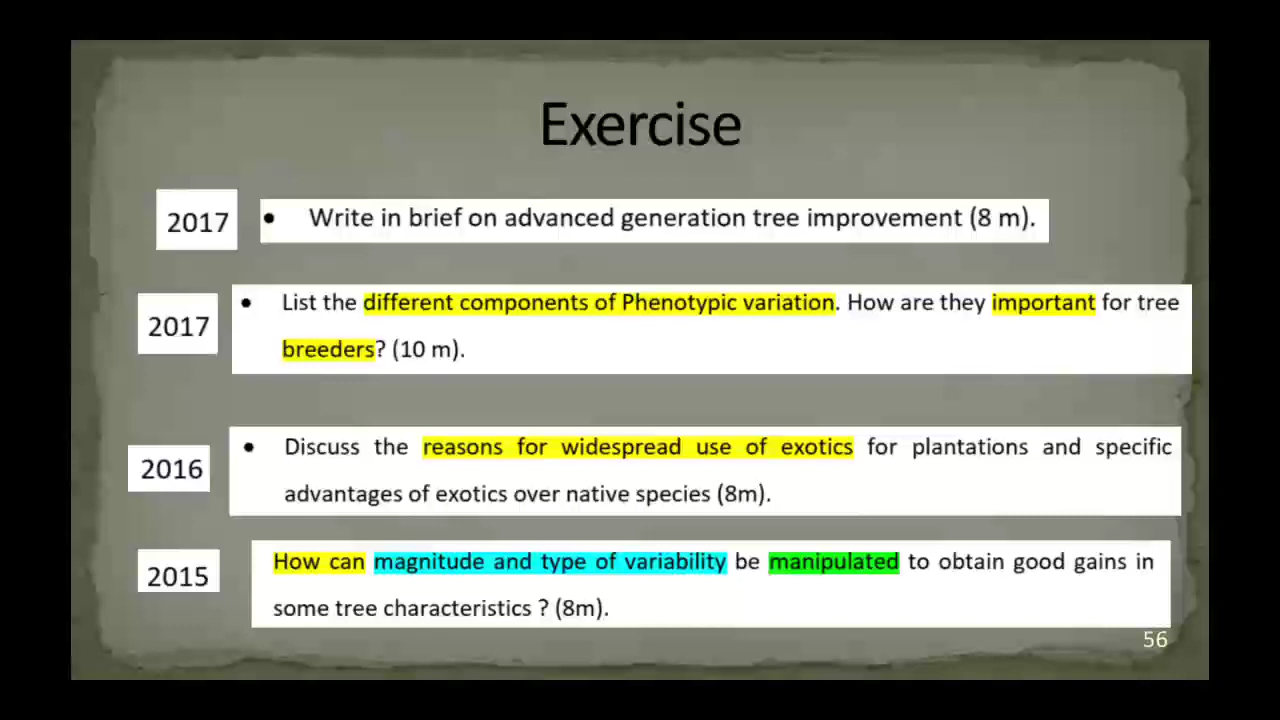 Exercise
2017
• Write in brief on advanced generation tree improvement (8 m).
2017
• List the different components of Phenotypic variation. How are they important for tree
breeders? (10 m).
2016
• Discuss the reasons for widespread use of exotics for plantations and specific
advantages of exotics over native species (8m).
2015
How can magnitude and type of variability be manipulated to obtain good gains in
some tree characteristics ? (8m).
56